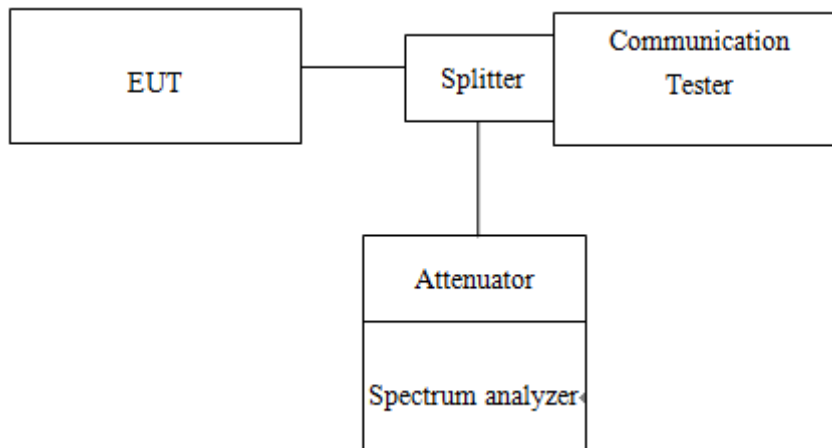 EUT
Splitter
Communication
Tester
Attenuator
Spectrum analyzer